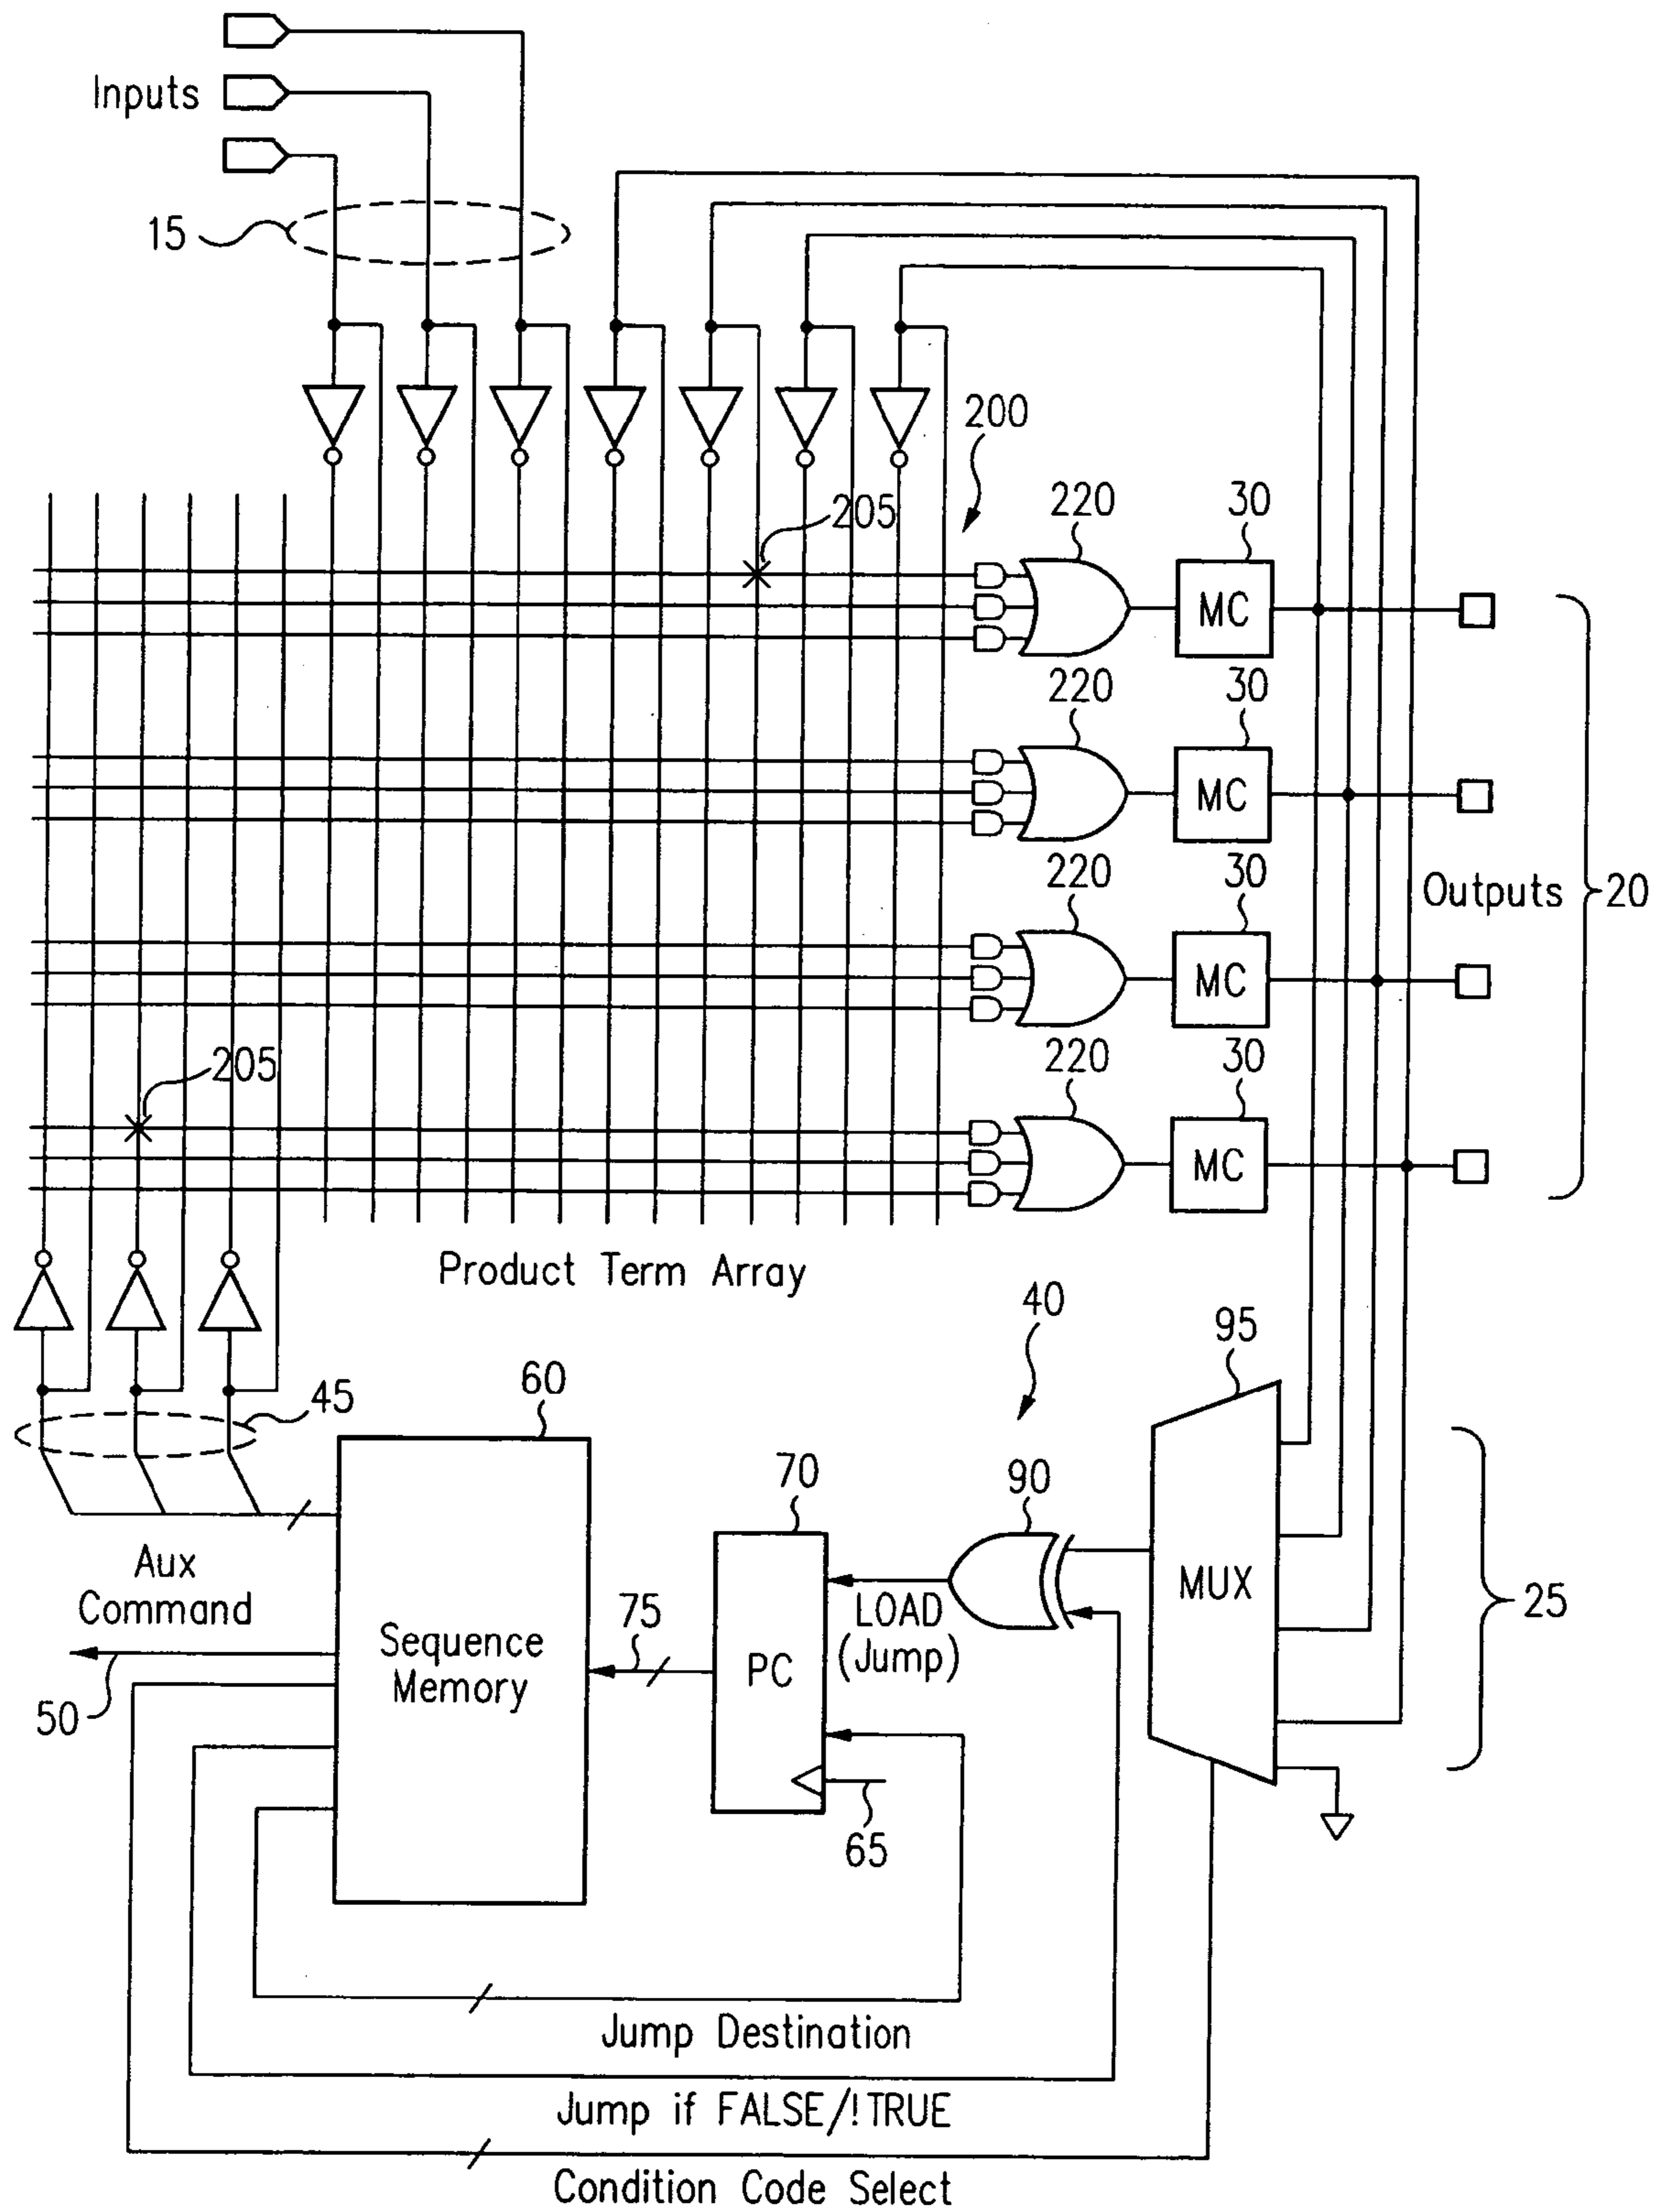 Inputs
15
200
205
220
30
MC
220
30
MC
220
30
MC
Outputs
20
205
220
30
MC
Product Term Array
40
95
45
60
70
90
25
Aux
Command
50
Sequence
Memory
75
PC
LOAD
(Jump)
MUX
65
Jump Destination
Jump if FALSE/!TRUE
Condition Code Select